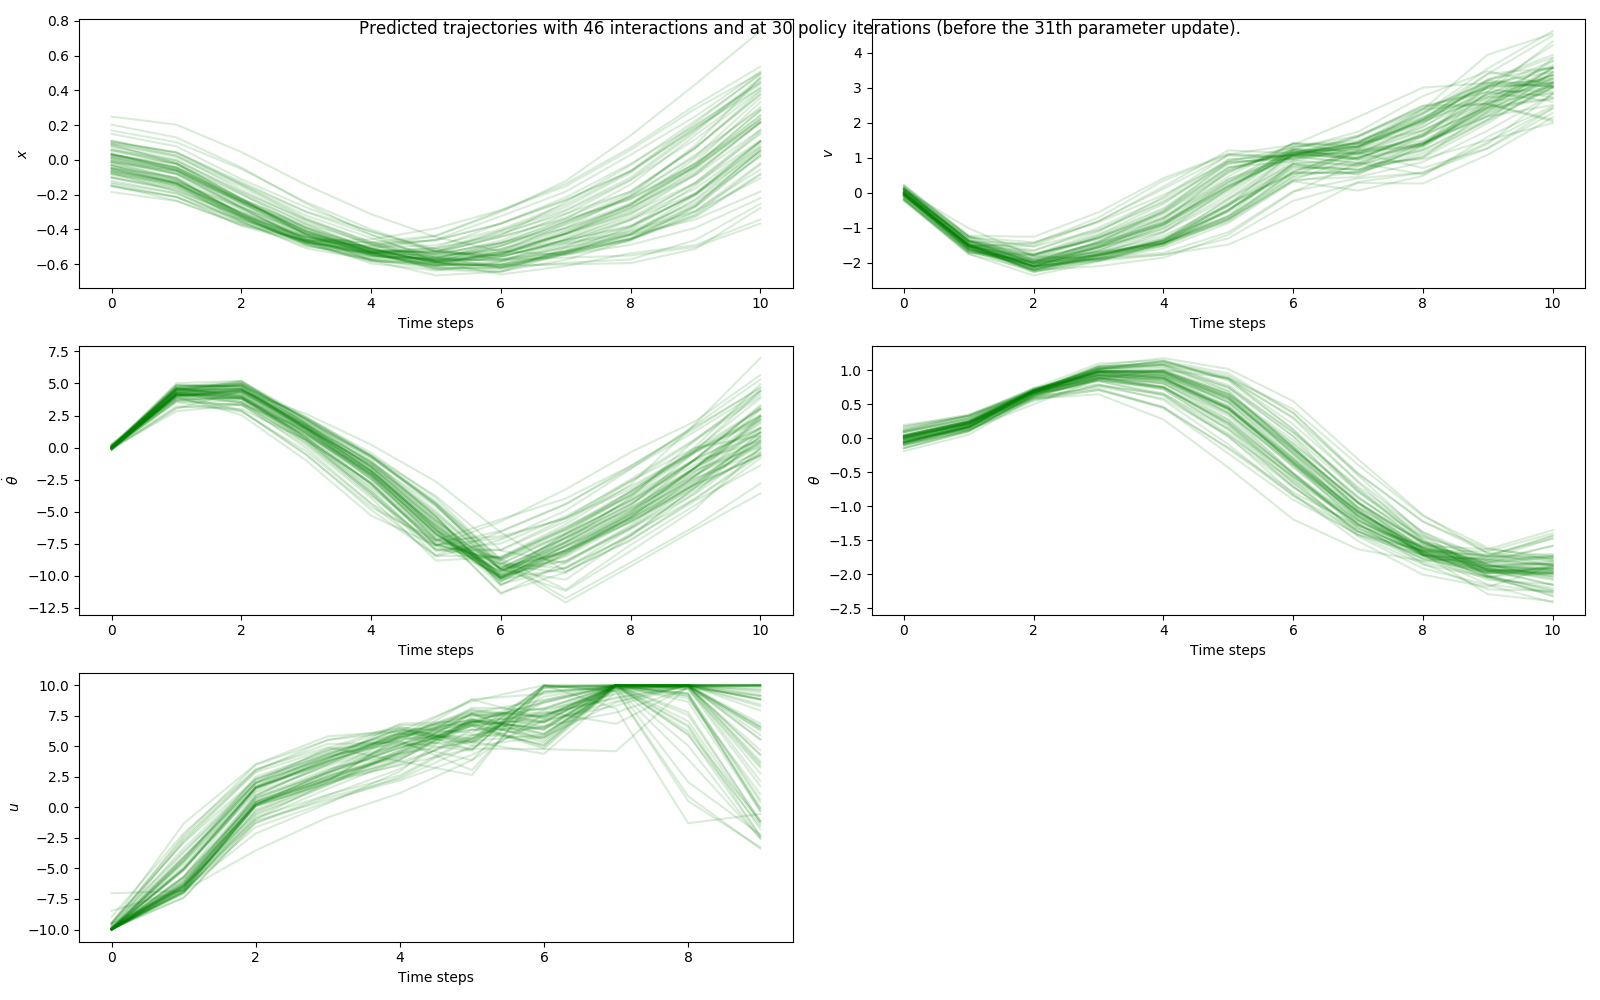 Predicted trajectories with 46 interactions and at 30 policy iterations (before the 31th parameter update).
0.8
0.6
0.4
0.2
0.0
−0.2
−0.4
−0.6
x
0 2 4 6 8 10
Time steps
4
3
2
1
0
−1
−2
v
0 2 4 6 8 10
Time steps
7.5
5.0
2.5
0.0
−2.5
−5.0
−7.5
−10.0
−12.5
θ̇
0 2 4 6 8 10
Time steps
1.0
0.5
0.0
−0.5
−1.0
−1.5
−2.0
−2.5
θ
0 2 4 6 8 10
Time steps
10.0
7.5
5.0
2.5
0.0
−2.5
−5.0
−7.5
−10.0
u
0 2 4 6 8
Time steps